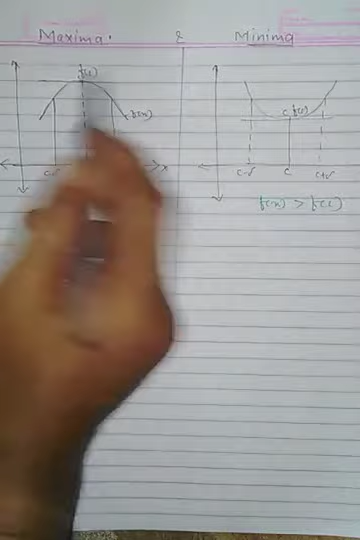 Maxima. & Minima
f(c)
f(x)
x
c-δ
c f(c)
c-δ c c+δ
f(x) > f(c)